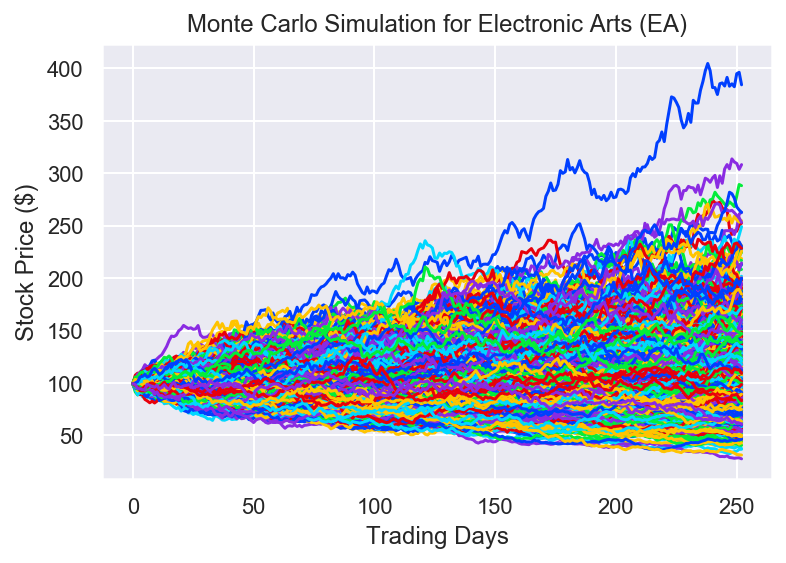 Monte Carlo Simulation for Electronic Arts (EA)
400
350
300
250
200
150
100
50
Stock Price ($)
0 50 100 150 200 250
Trading Days